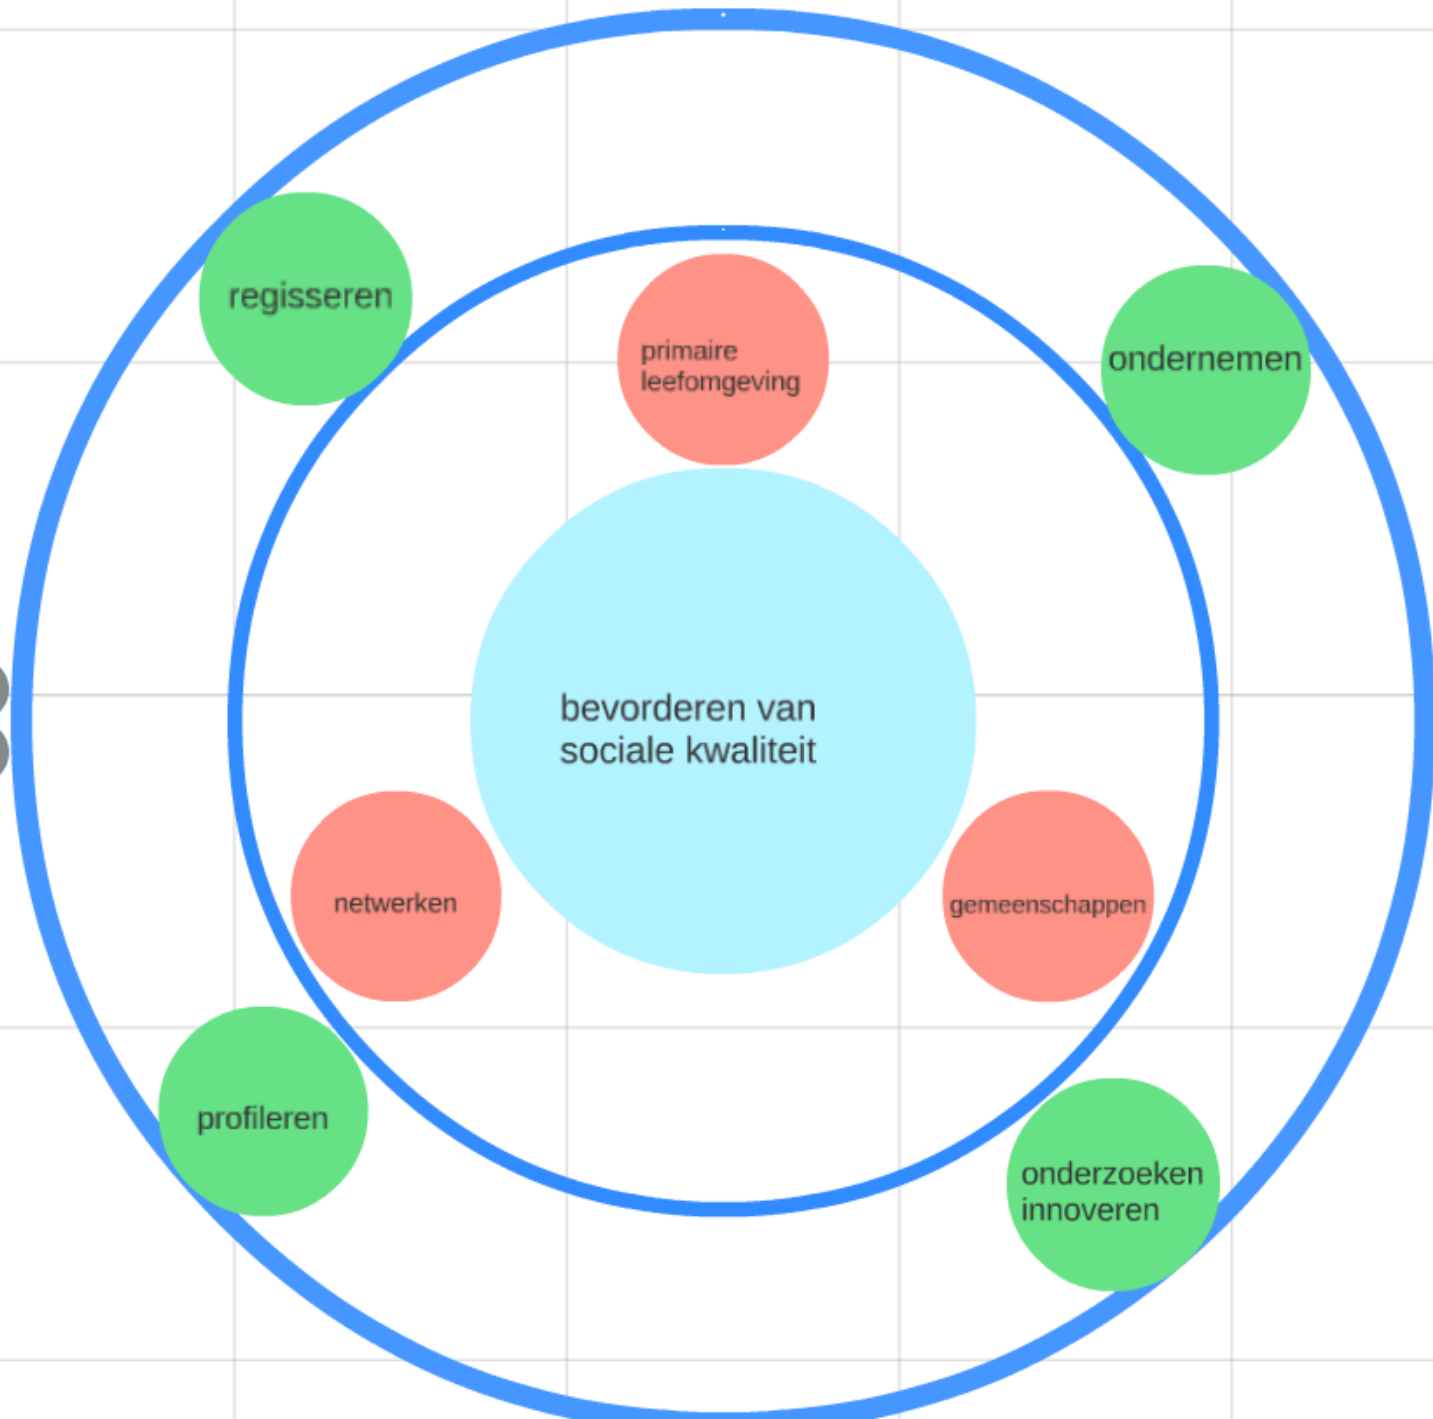 regisseren
primaire
leefomgeving
ondernemen
bevorderen van
sociale kwaliteit
netwerken
gemeenschappen
profileren
onderzoeken
innoveren